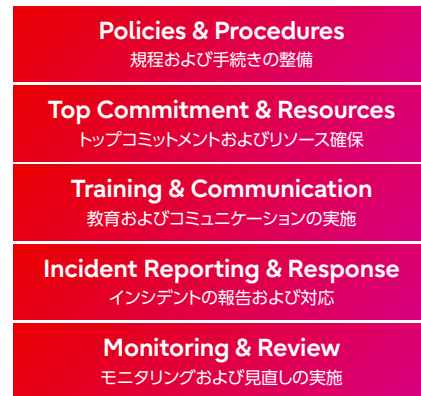 Policies & Procedures
規程および手続きの整備
Top Commitment & Resources
トップコミットメントおよびリソース確保
Training & Communication
教育およびコミュニケーションの実施
Incident Reporting & Response
インシデントの報告および対応
Monitoring & Review
モニタリングおよび見直しの実施